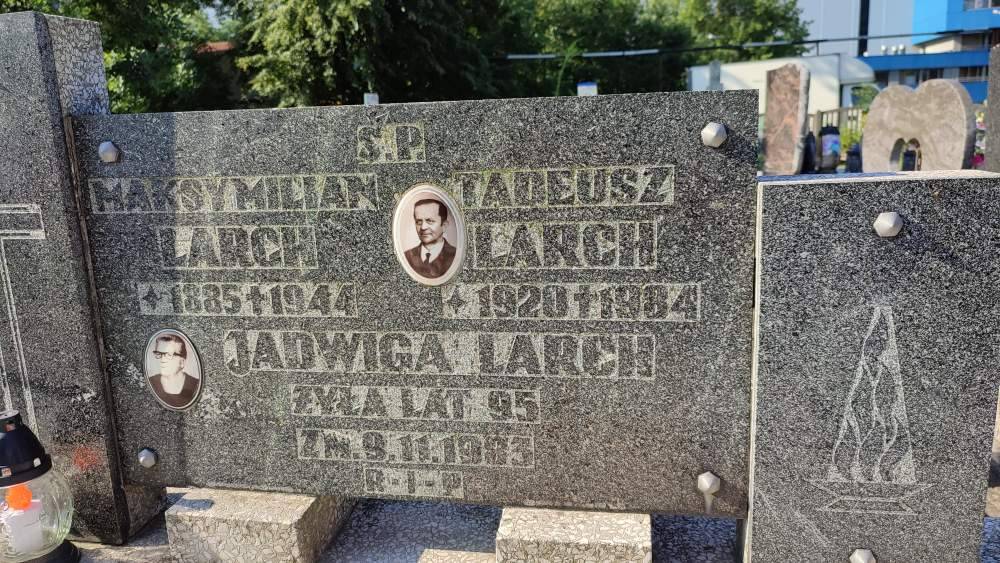 Ś.P.
MAKSYMILIAN
LARCH
* 1885 † 1944
TADEUSZ
LARCH
* 1920 † 1984
JADWIGA LARCH
ŻYŁA LAT 95
Zm. 9.11.1983
R-I-P